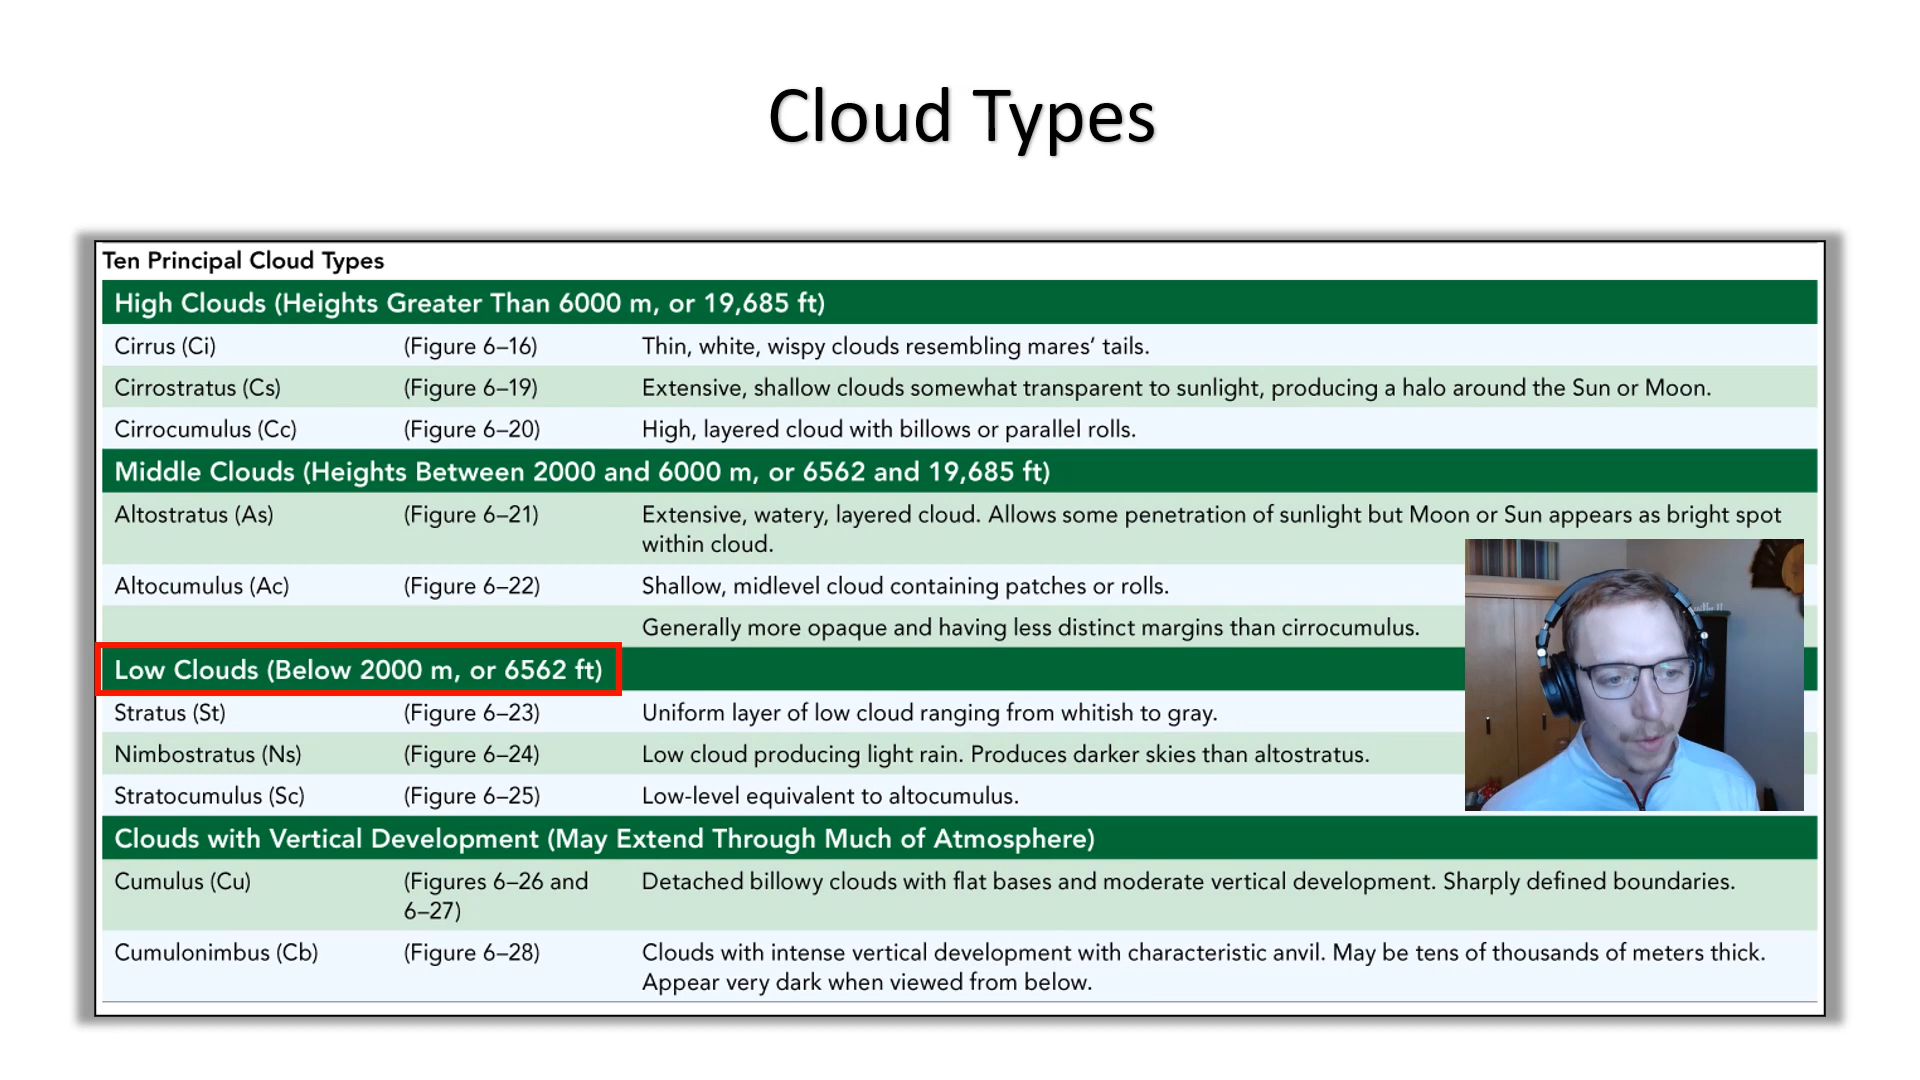 Cloud Types
Ten Principal Cloud Types
High Clouds (Heights Greater Than 6000 m, or 19,685 ft)
Cirrus (Ci) (Figure 6–16) Thin, white, wispy clouds resembling mares’ tails.
Cirrostratus (Cs) (Figure 6–19) Extensive, shallow clouds somewhat transparent to sunlight, producing a halo around the Sun or Moon.
Cirrocumulus (Cc) (Figure 6–20) High, layered cloud with billows or parallel rolls.
Middle Clouds (Heights Between 2000 and 6000 m, or 6562 and 19,685 ft)
Altostratus (As) (Figure 6–21) Extensive, watery, layered cloud. Allows some penetration of sunlight but Moon or Sun appears as bright spot
within cloud.
Altocumulus (Ac) (Figure 6–22) Shallow, midlevel cloud containing patches or rolls.
Generally more opaque and having less distinct margins than cirrocumulus.
Low Clouds (Below 2000 m, or 6562 ft)
Stratus (St) (Figure 6–23) Uniform layer of low cloud ranging from whitish to gray.
Nimbostratus (Ns) (Figure 6–24) Low cloud producing light rain. Produces darker skies than altostratus.
Stratocumulus (Sc) (Figure 6–25) Low-level equivalent to altocumulus.
Clouds with Vertical Development (May Extend Through Much of Atmosphere)
Cumulus (Cu) (Figures 6–26 and Detached billowy clouds with flat bases and moderate vertical development. Sharply defined boundaries.
6–27)
Cumulonimbus (Cb) (Figure 6–28) Clouds with intense vertical development with characteristic anvil. May be tens of thousands of meters thick.
Appear very dark when viewed from below.